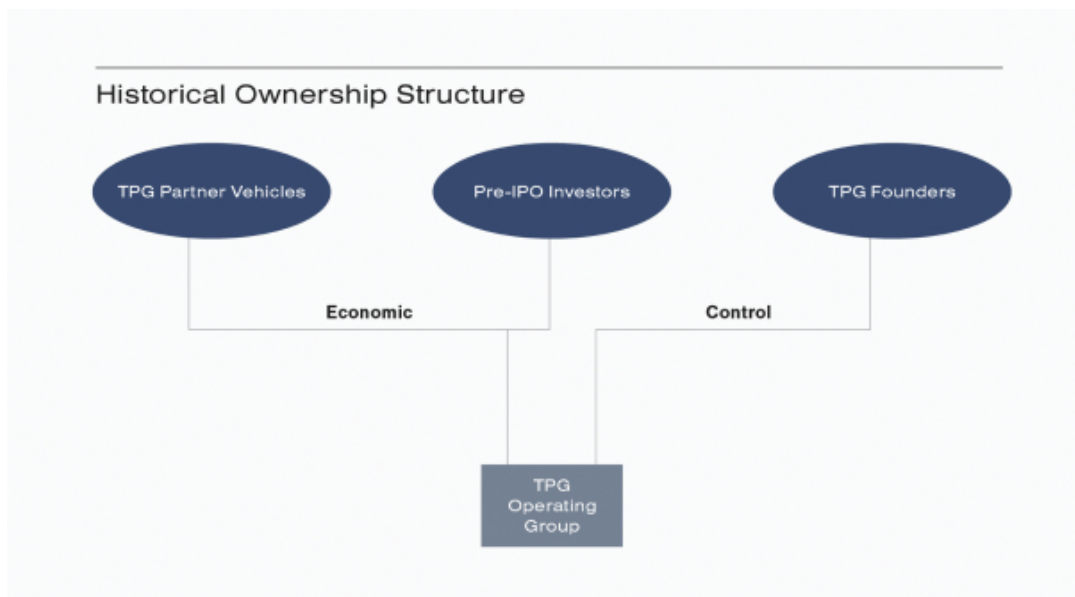 Historical Ownership Structure
TPG Partner Vehicles
Pre-IPO Investors
TPG Founders
Economic
Control
TPG
Operating
Group